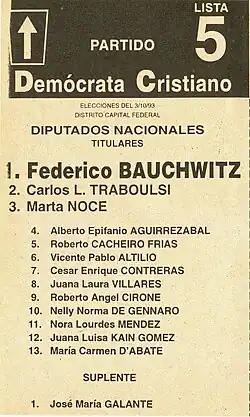 LISTA
PARTIDO 5
Demócrata Cristiano
ELECCIONES DEL 3/10/93
DISTRITO CAPITAL FEDERAL
DIPUTADOS NACIONALES
TITULARES
1. Federico BAUCHWITZ
2. Carlos L. TRABOULSI
3. Marta NOCE
4. Alberto Epifanio AGUIRREZABAL
5. Roberto CACHEIRO FRIAS
6. Vicente Pablo ALTILIO
7. Cesar Enrique CONTRERAS
8. Juana Laura VILLARES
9. Roberto Angel CIRONE
10. Nelly Norma DE GENNARO
11. Nora Lourdes MENDEZ
12. Juana Luisa KAIN GOMEZ
13. María Carmen D'ABATE
SUPLENTE
1. José María GALANTE